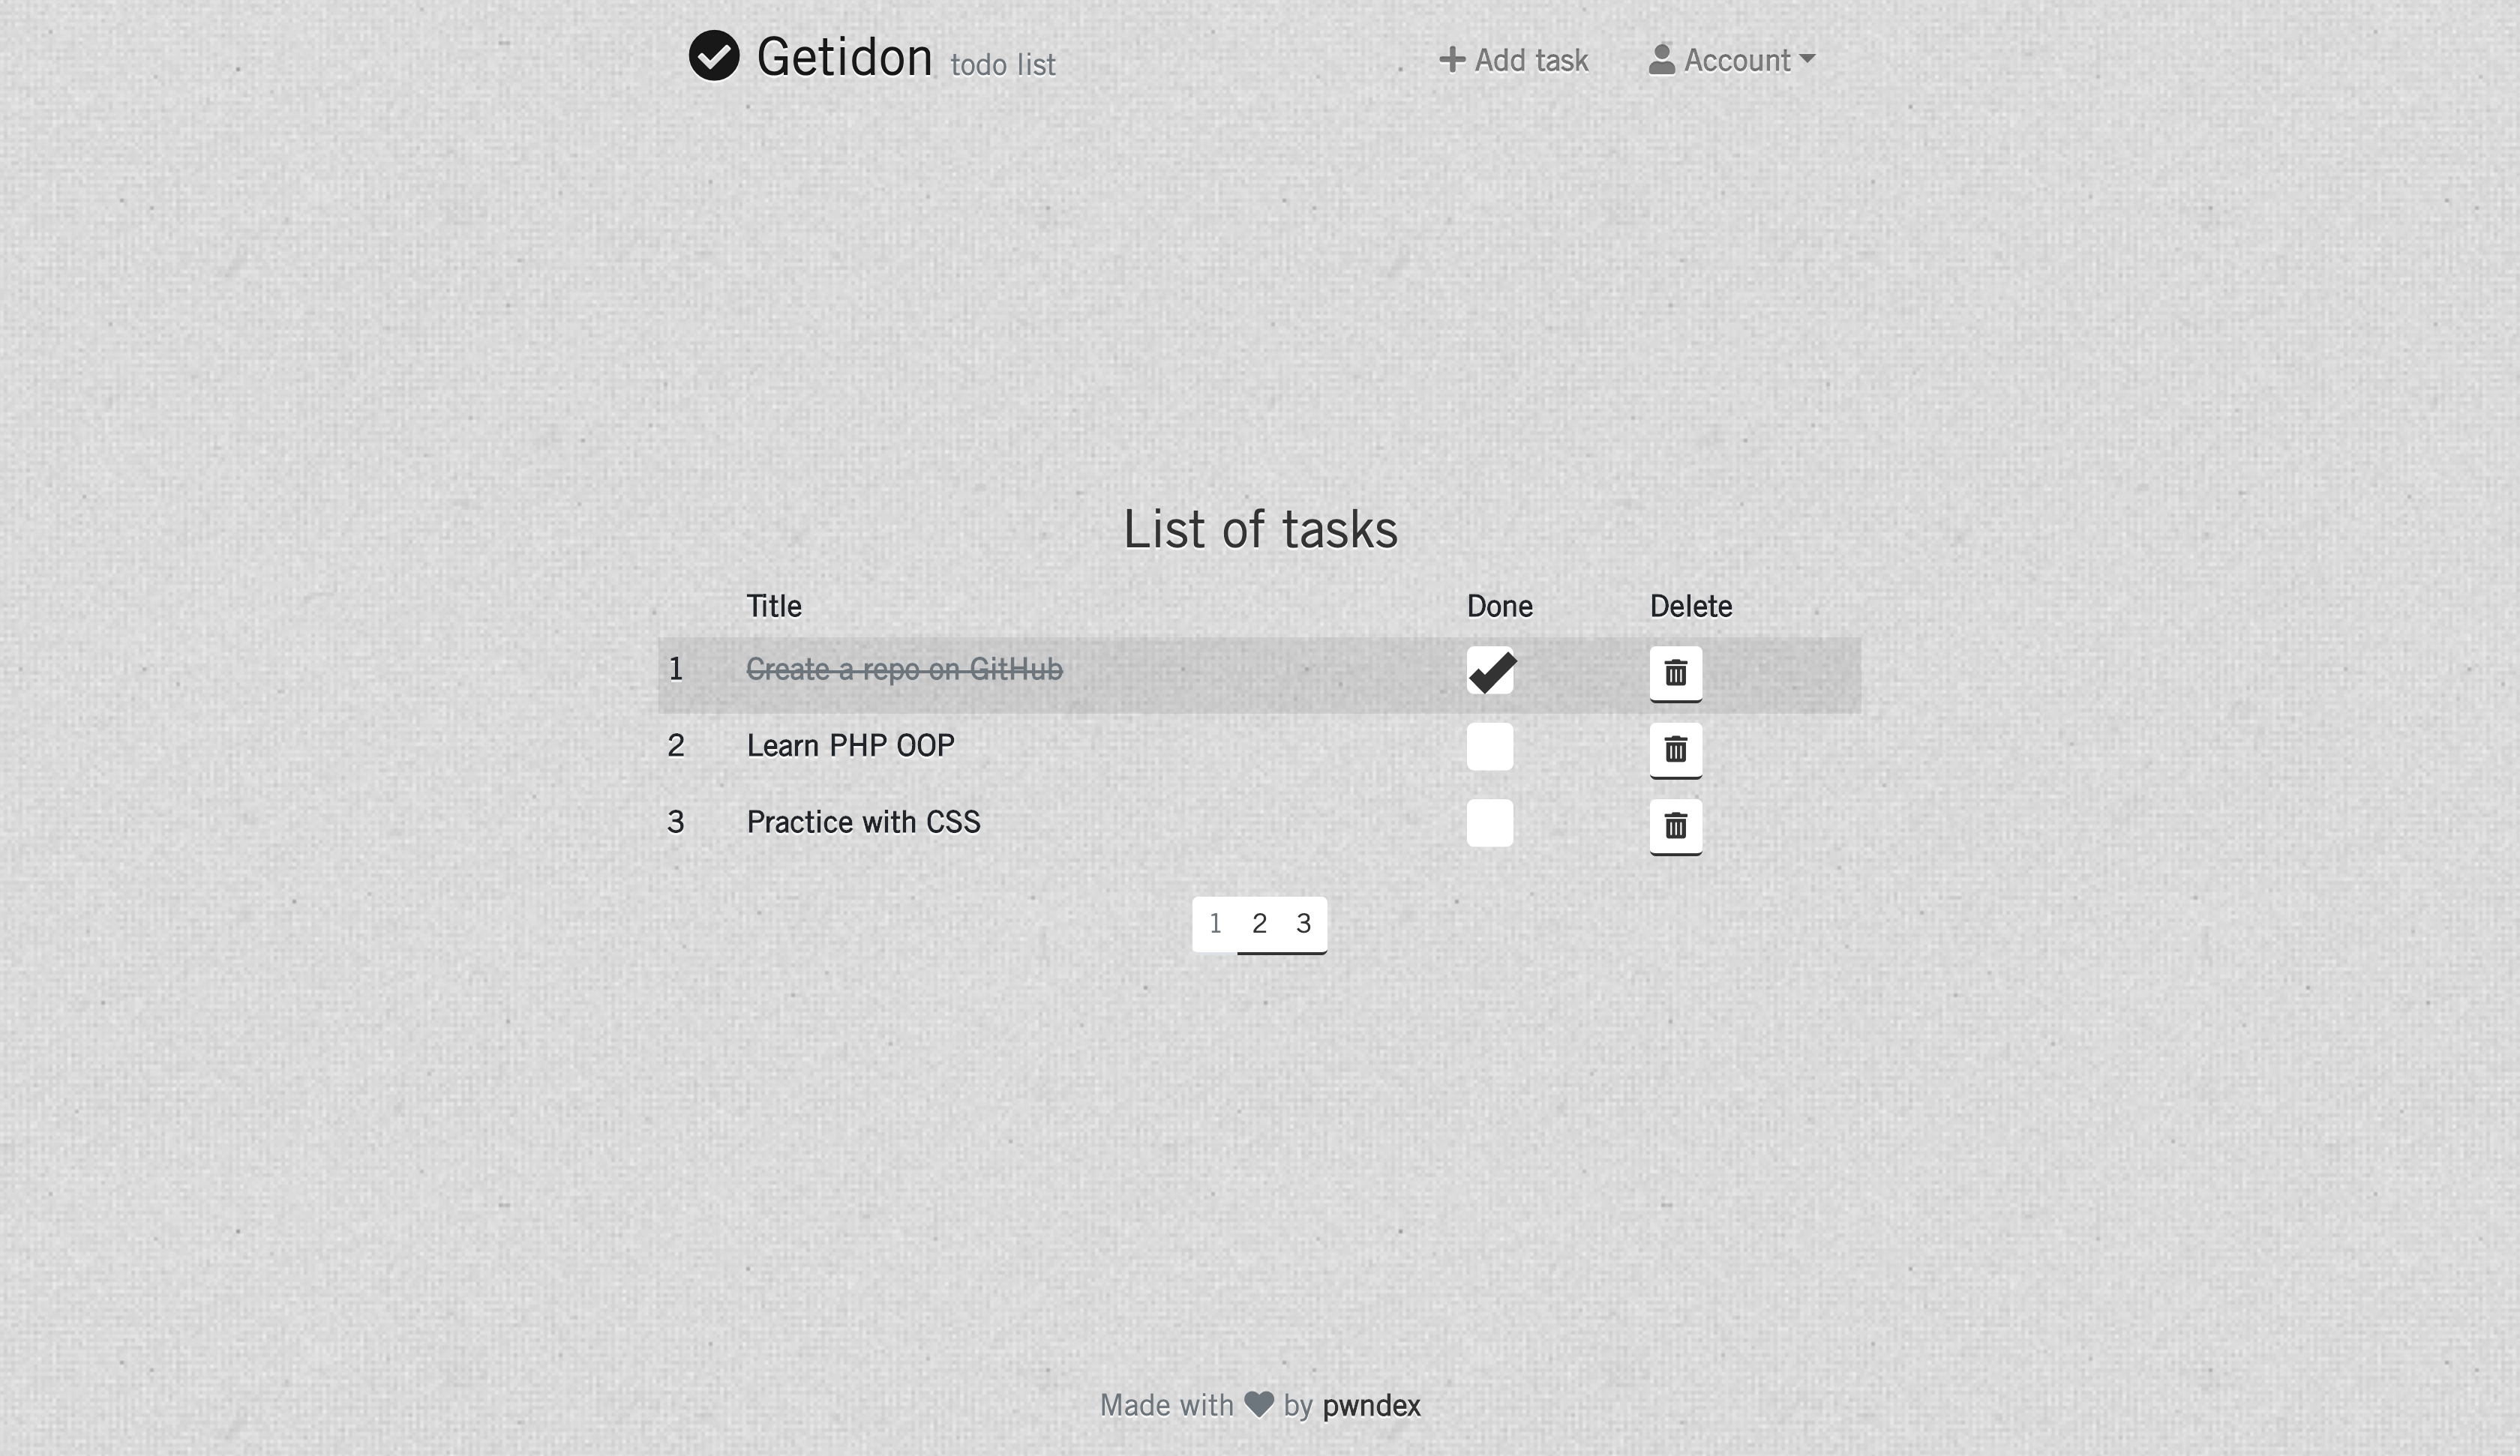 Getidon todo list
Add task
Account
List of tasks
Title Done Delete
1 Create a repo on GitHub
2 Learn PHP OOP
3 Practice with CSS
1 2 3
Made with by pwndex